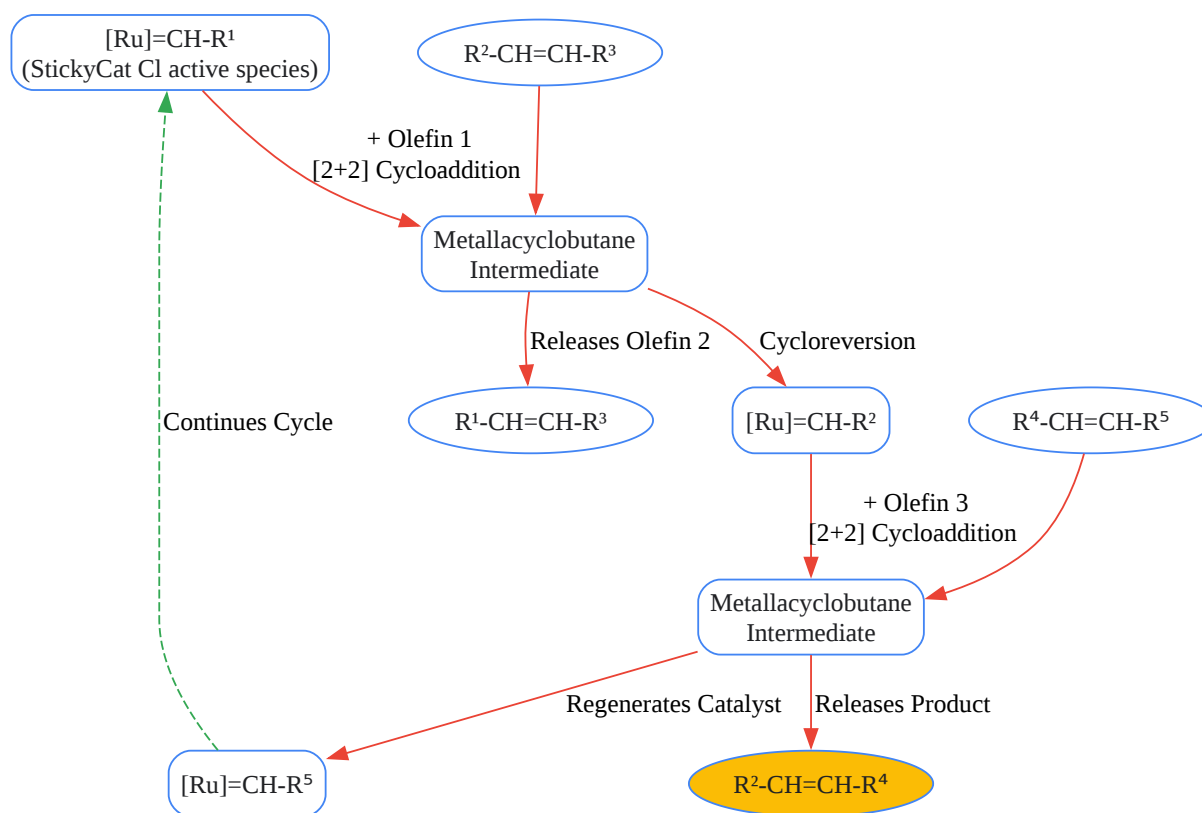 [Ru]=CH-R¹
(StickyCat Cl active species)
R²-CH=CH-R³
+ Olefin 1
[2+2] Cycloaddition
Metallacyclobutane
Intermediate
Releases Olefin 2
Cycloreversion
Continues Cycle
R¹-CH=CH-R³
[Ru]=CH-R²
R⁴-CH=CH-R⁵
+ Olefin 3
[2+2] Cycloaddition
Metallacyclobutane
Intermediate
Regenerates Catalyst
Releases Product
[Ru]=CH-R⁵
R²-CH=CH-R⁴